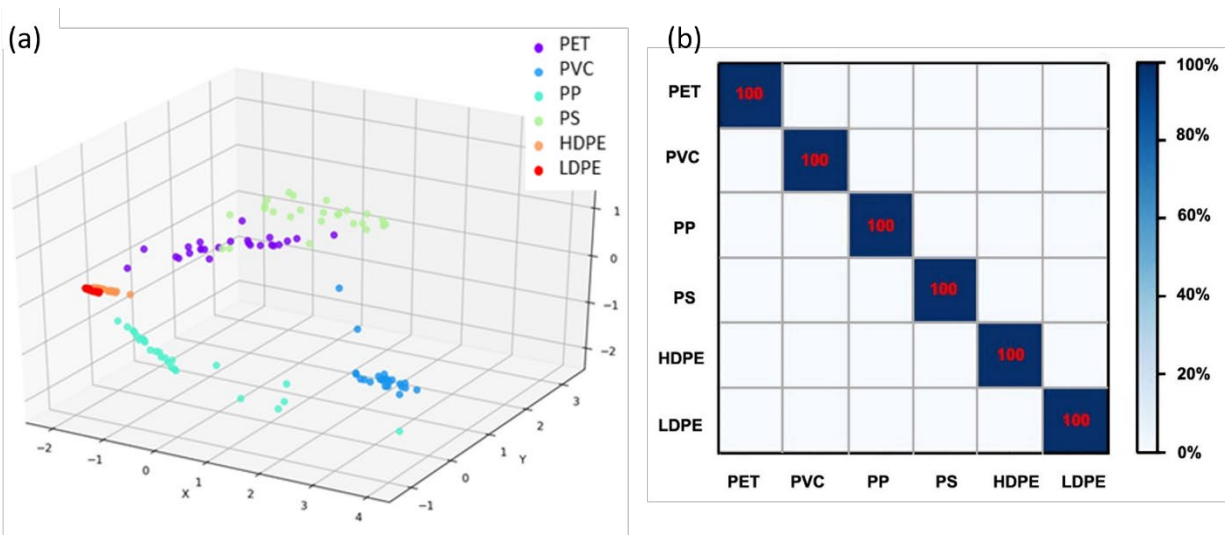 (a)
PET
PVC
PP
PS
HDPE
LDPE
1
0
−1
−2
−2
−1
0
1
2
3
4
X
−1
0
1
2
3
Y
(b)
PET
PVC
PP
PS
HDPE
LDPE
100
100
100
100
100
100
PET PVC PP PS HDPE LDPE
100%
80%
60%
40%
20%
0%